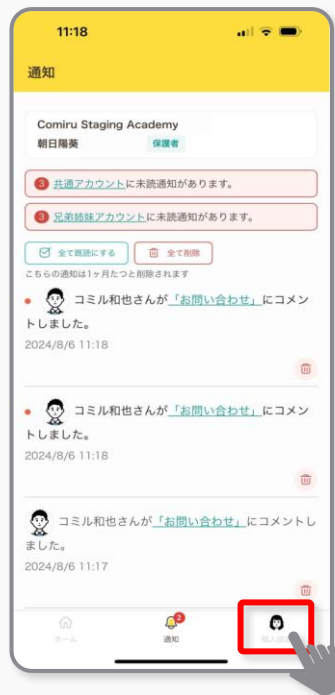 11:18
通知
Comiru Staging Academy
朝日陽葵 保護者
3 共通アカウントに未読通知があります。
3 兄弟姉妹アカウントに未読通知があります。
全て既読にする 全て削除
こちらの通知は1ヶ月たつと削除されます
コミル和也さんが「お問い合わせ」にコメン
トしました。
2024/8/6 11:18
コミル和也さんが「お問い合わせ」にコメン
トしました。
2024/8/6 11:18
コミル和也さんが「お問い合わせ」にコメントし
ました。
2024/8/6 11:17
2
ホーム 通知